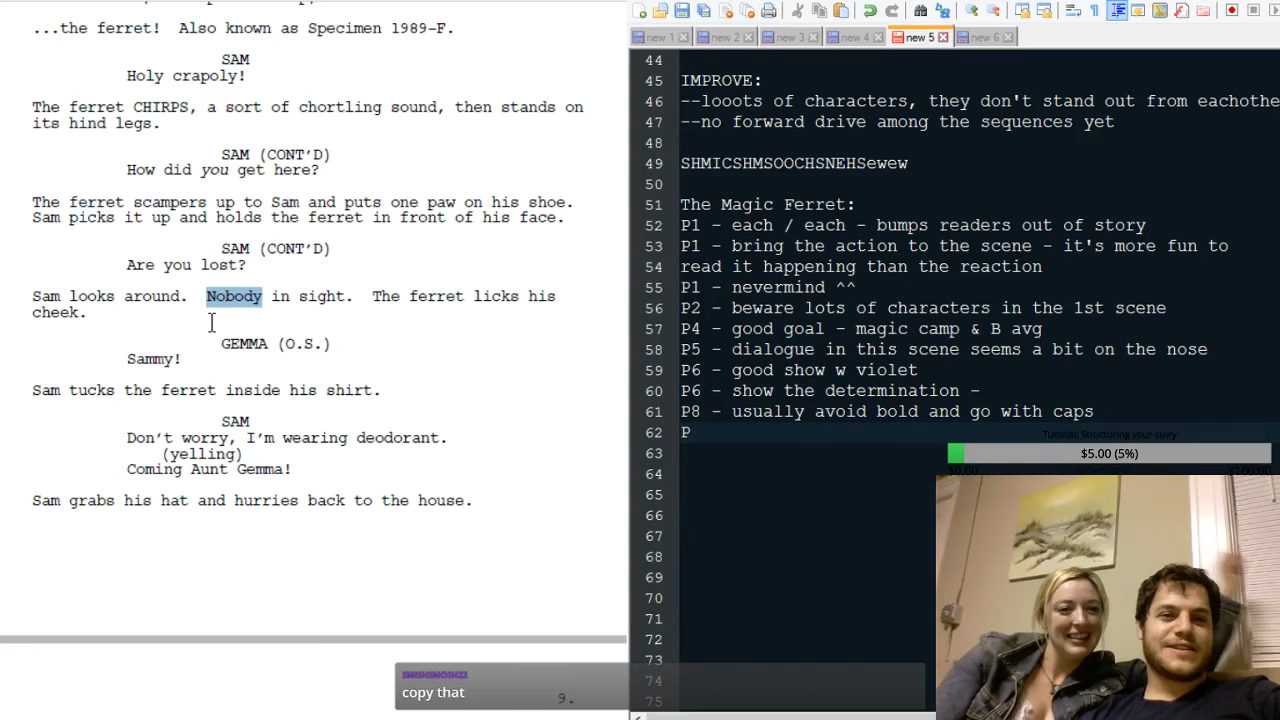 ...the ferret!  Also known as Specimen 1989-F.
SAM
Holy crapoly!
The ferret CHIRPS, a sort of chortling sound, then stands on
its hind legs.
SAM (CONT'D)
How did you get here?
The ferret scampers up to Sam and puts one paw on his shoe.
Sam picks it up and holds the ferret in front of his face.
SAM (CONT'D)
Are you lost?
Sam looks around.  Nobody in sight.  The ferret licks his
cheek.
GEMMA (O.S.)
Sammy!
Sam tucks the ferret inside his shirt.
SAM
Don't worry, I'm wearing deodorant.
(yelling)
Coming Aunt Gemma!
Sam grabs his hat and hurries back to the house.
9.
new 1
new 2
new 3
new 4
new 5
new 6
44
45 IMPROVE:
46 --looots of characters, they don't stand out from eachothe
47 --no forward drive among the sequences yet
48
49 SHMICSHMSOOCHSNEHSewew
50
51 The Magic Ferret:
52 P1 - each / each - bumps readers out of story
53 P1 - bring the action to the scene - it's more fun to
54 read it happening than the reaction
55 P1 - nevermind ^^
56 P2 - beware lots of characters in the 1st scene
57 P4 - good goal - magic camp & B avg
58 P5 - dialogue in this scene seems a bit on the nose
59 P6 - good show w violet
60 P6 - show the determination -
61 P8 - usually avoid bold and go with caps
62 P
63
64
65
66
67
68
69
70
71
72
73
74
75
Tutorial, Structuring your story
$5.00 (5%)
$0.00
$100.00
SMISHSMOSH22
copy that